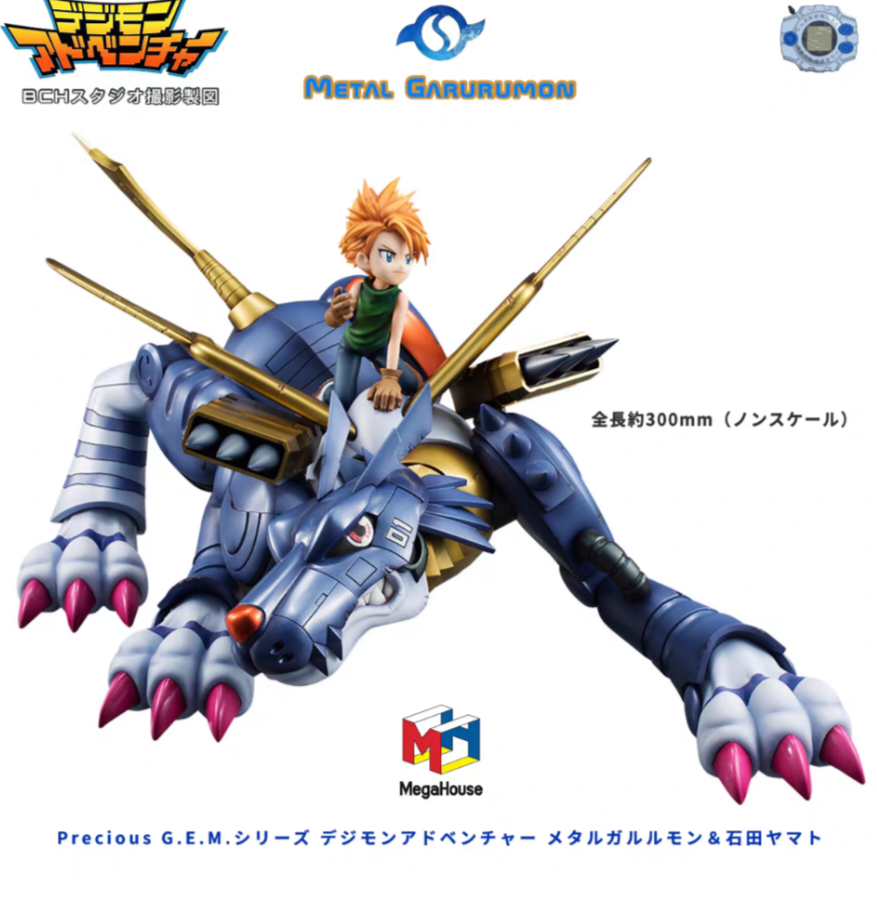 デジモン
アドベンチャー
BCHスタジオ撮影製図
METAL GARURUMON
全長約300mm（ノンスケール）
01
MH
MegaHouse
Precious G.E.M.シリーズ デジモンアドベンチャー メタルガルルモン＆石田ヤマト